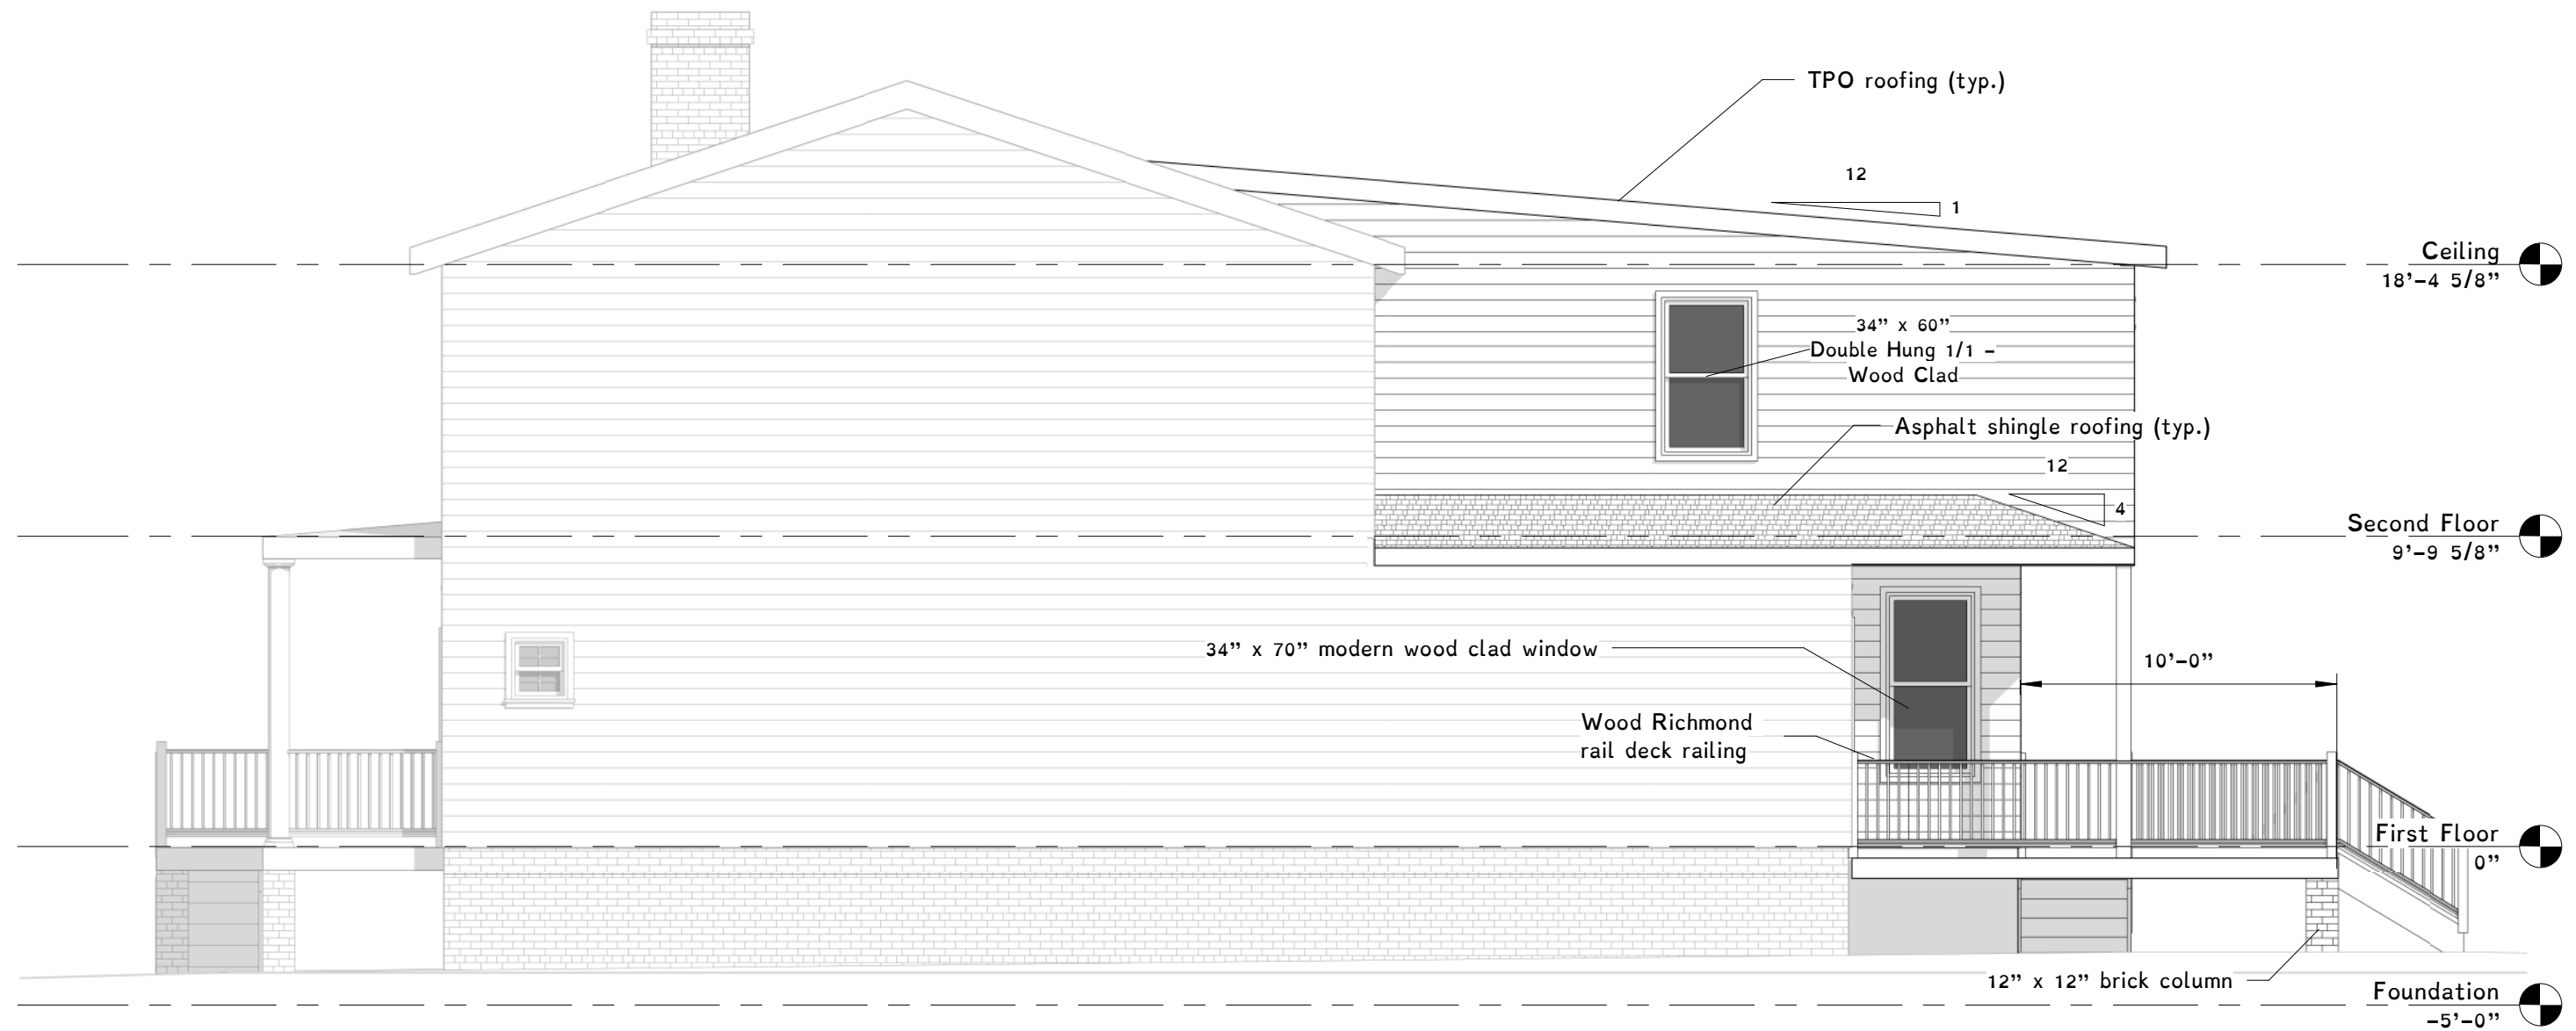 TPO roofing (typ.)
12
1
Ceiling
18'-4 5/8"
34" x 60"
Double Hung 1/1 -
Wood Clad
Asphalt shingle roofing (typ.)
12
4
Second Floor
9'-9 5/8"
34" x 70" modern wood clad window
10'-0"
Wood Richmond
rail deck railing
First Floor
0"
12" x 12" brick column
Foundation
-5'-0"